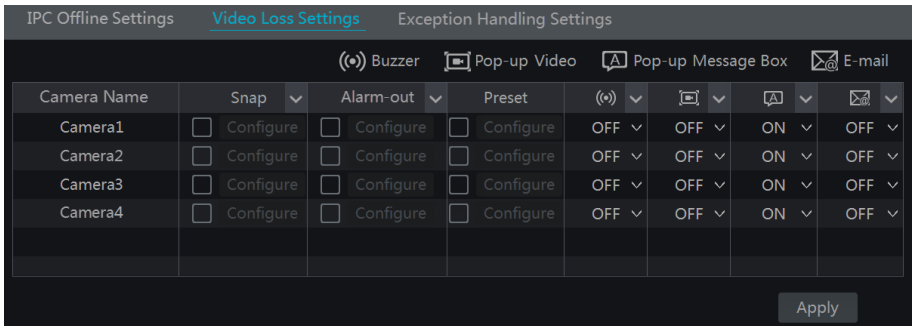 IPC Offline Settings Video Loss Settings Exception Handling Settings
Buzzer Pop-up Video A Pop-up Message Box E-mail
Camera Name Snap Alarm-out Preset A
Camera1 Configure Configure Configure OFF OFF ON OFF
Camera2 Configure Configure Configure OFF OFF ON OFF
Camera3 Configure Configure Configure OFF OFF ON OFF
Camera4 Configure Configure Configure OFF OFF ON OFF
Apply